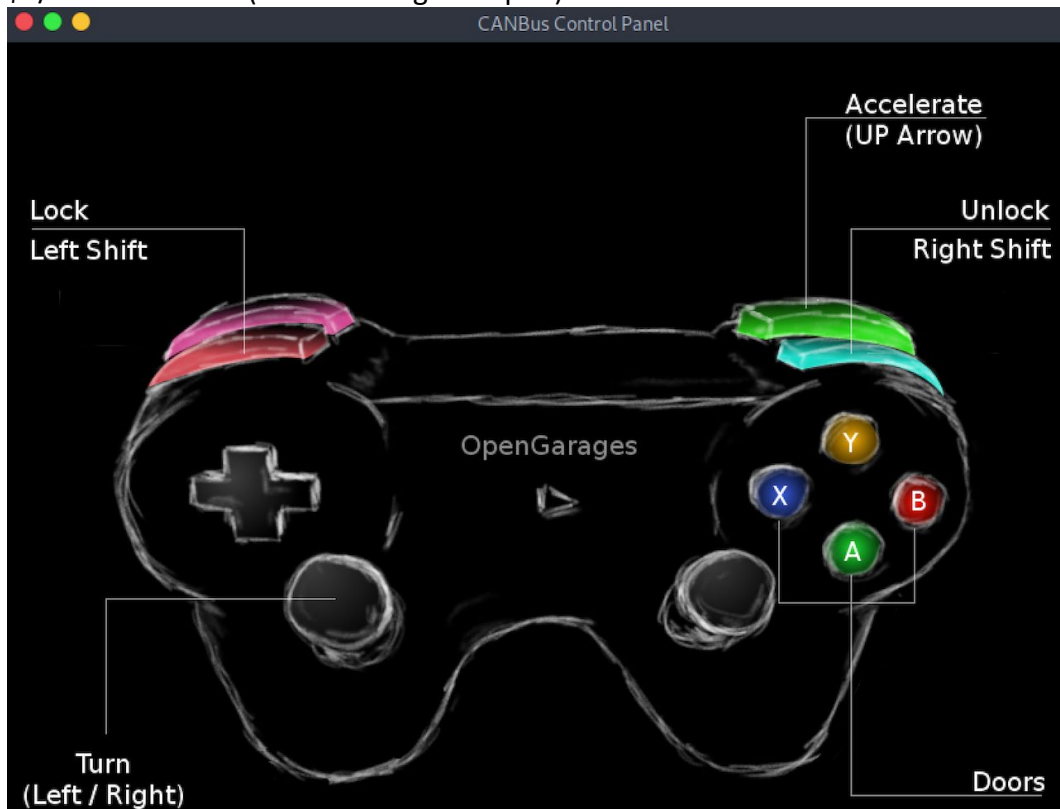 CANBus Control Panel
Accelerate
(UP Arrow)
Lock
Left Shift
Unlock
Right Shift
OpenGarages
Y
X
B
A
Turn
(Left / Right)
Doors